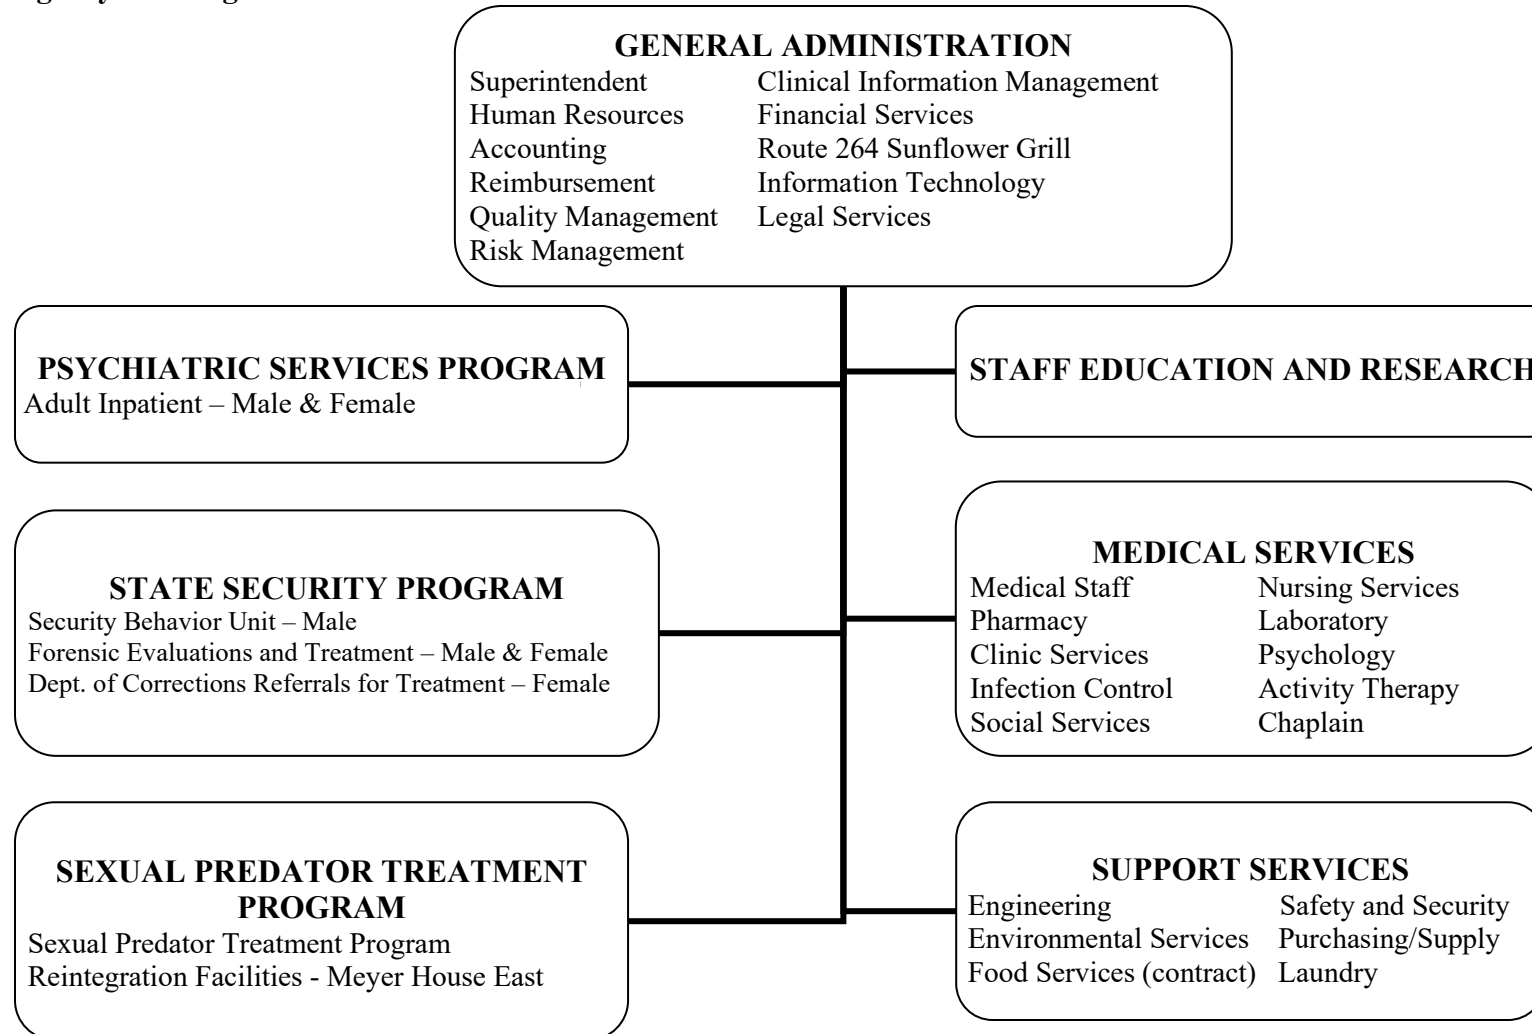 GENERAL ADMINISTRATION
Superintendent Clinical Information Management
Human Resources Financial Services
Accounting Route 264 Sunflower Grill
Reimbursement Information Technology
Quality Management Legal Services
Risk Management
PSYCHIATRIC SERVICES PROGRAM
Adult Inpatient – Male & Female
STAFF EDUCATION AND RESEARCH
STATE SECURITY PROGRAM
Security Behavior Unit – Male
Forensic Evaluations and Treatment – Male & Female
Dept. of Corrections Referrals for Treatment – Female
MEDICAL SERVICES
Medical Staff Nursing Services
Pharmacy Laboratory
Clinic Services Psychology
Infection Control Activity Therapy
Social Services Chaplain
SEXUAL PREDATOR TREATMENT
PROGRAM
Sexual Predator Treatment Program
Reintegration Facilities - Meyer House East
SUPPORT SERVICES
Engineering Safety and Security
Environmental Services Purchasing/Supply
Food Services (contract) Laundry